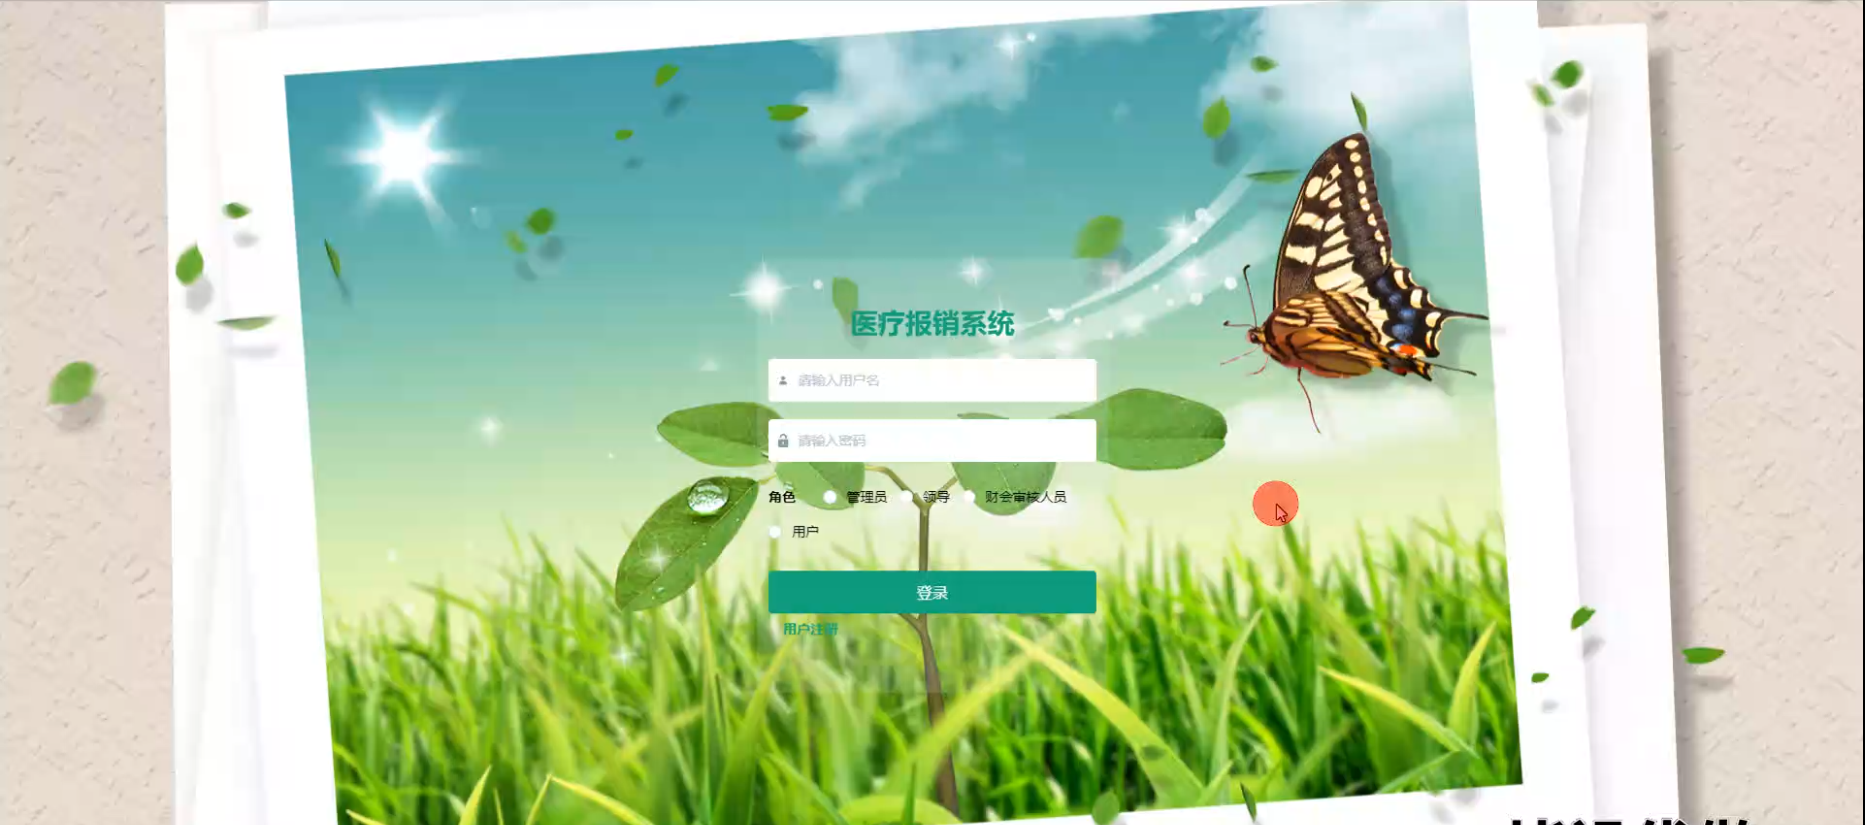 医疗报销系统
请输入用户名
请输入密码
角色 管理员 领导 财会审核人员
用户
登录
用户注册